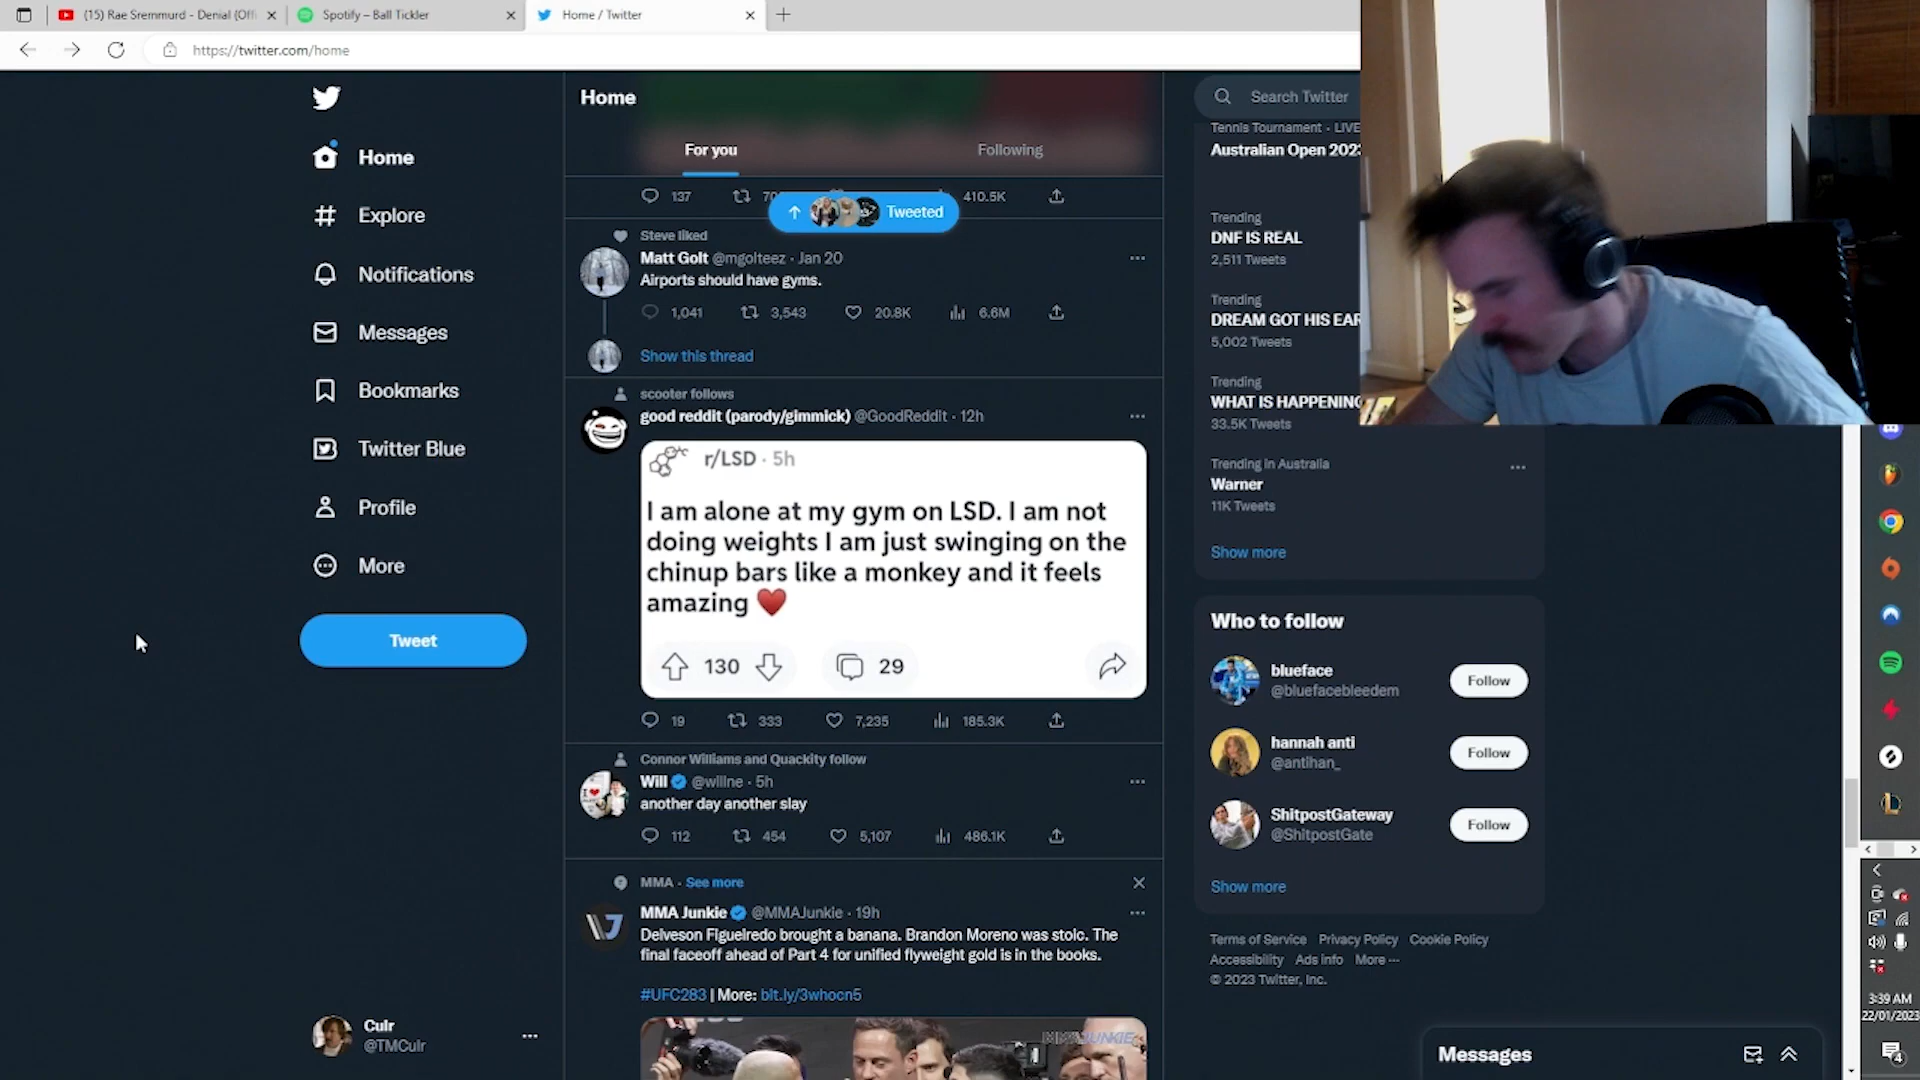 (15) Rae Sremmurd - Denial (Offi
Spotify – Ball Tickler
Home / Twitter
https://twitter.com/home
Home
Explore
Notifications
Messages
Bookmarks
Twitter Blue
Profile
More
Tweet
Culr
@TMCulr
Home
For you
Following
137
410.5K
Tweeted
Steve liked
Matt Golt @mgolteez · Jan 20
Airports should have gyms.
1,041 3,543 20.8K 6.6M
Show this thread
scooter follows
good reddit (parody/gimmick) @GoodReddit · 12h
r/LSD · 5h
I am alone at my gym on LSD. I am not
doing weights I am just swinging on the
chinup bars like a monkey and it feels
amazing ❤️
130 29
19 333 7,235 185.3K
Connor Williams and Quackity follow
Will @willne · 5h
another day another slay
112 454 5,107 486.1K
MMA · See more
MMA Junkie @MMAJunkie · 19h
Deiveson Figueiredo brought a banana. Brandon Moreno was stoic. The
final faceoff ahead of Part 4 for unified flyweight gold is in the books.
#UFC283 | More: bit.ly/3whocn5
MMAJUNKIE
Search Twitter
Tennis Tournament · LIVE
Australian Open 2023
Trending
DNF IS REAL
2,511 Tweets
Trending
DREAM GOT HIS EAR
5,002 Tweets
Trending
WHAT IS HAPPENING
33.5K Tweets
Trending in Australia
Warner
11K Tweets
Show more
Who to follow
blueface
@bluefacebleedem
Follow
hannah anti
@antihan_
Follow
ShitpostGateway
@ShitpostGate
Follow
Show more
Terms of Service Privacy Policy Cookie Policy
Accessibility Ads info More ···
© 2023 Twitter, Inc.
Messages
3:39 AM
22/01/2023
4